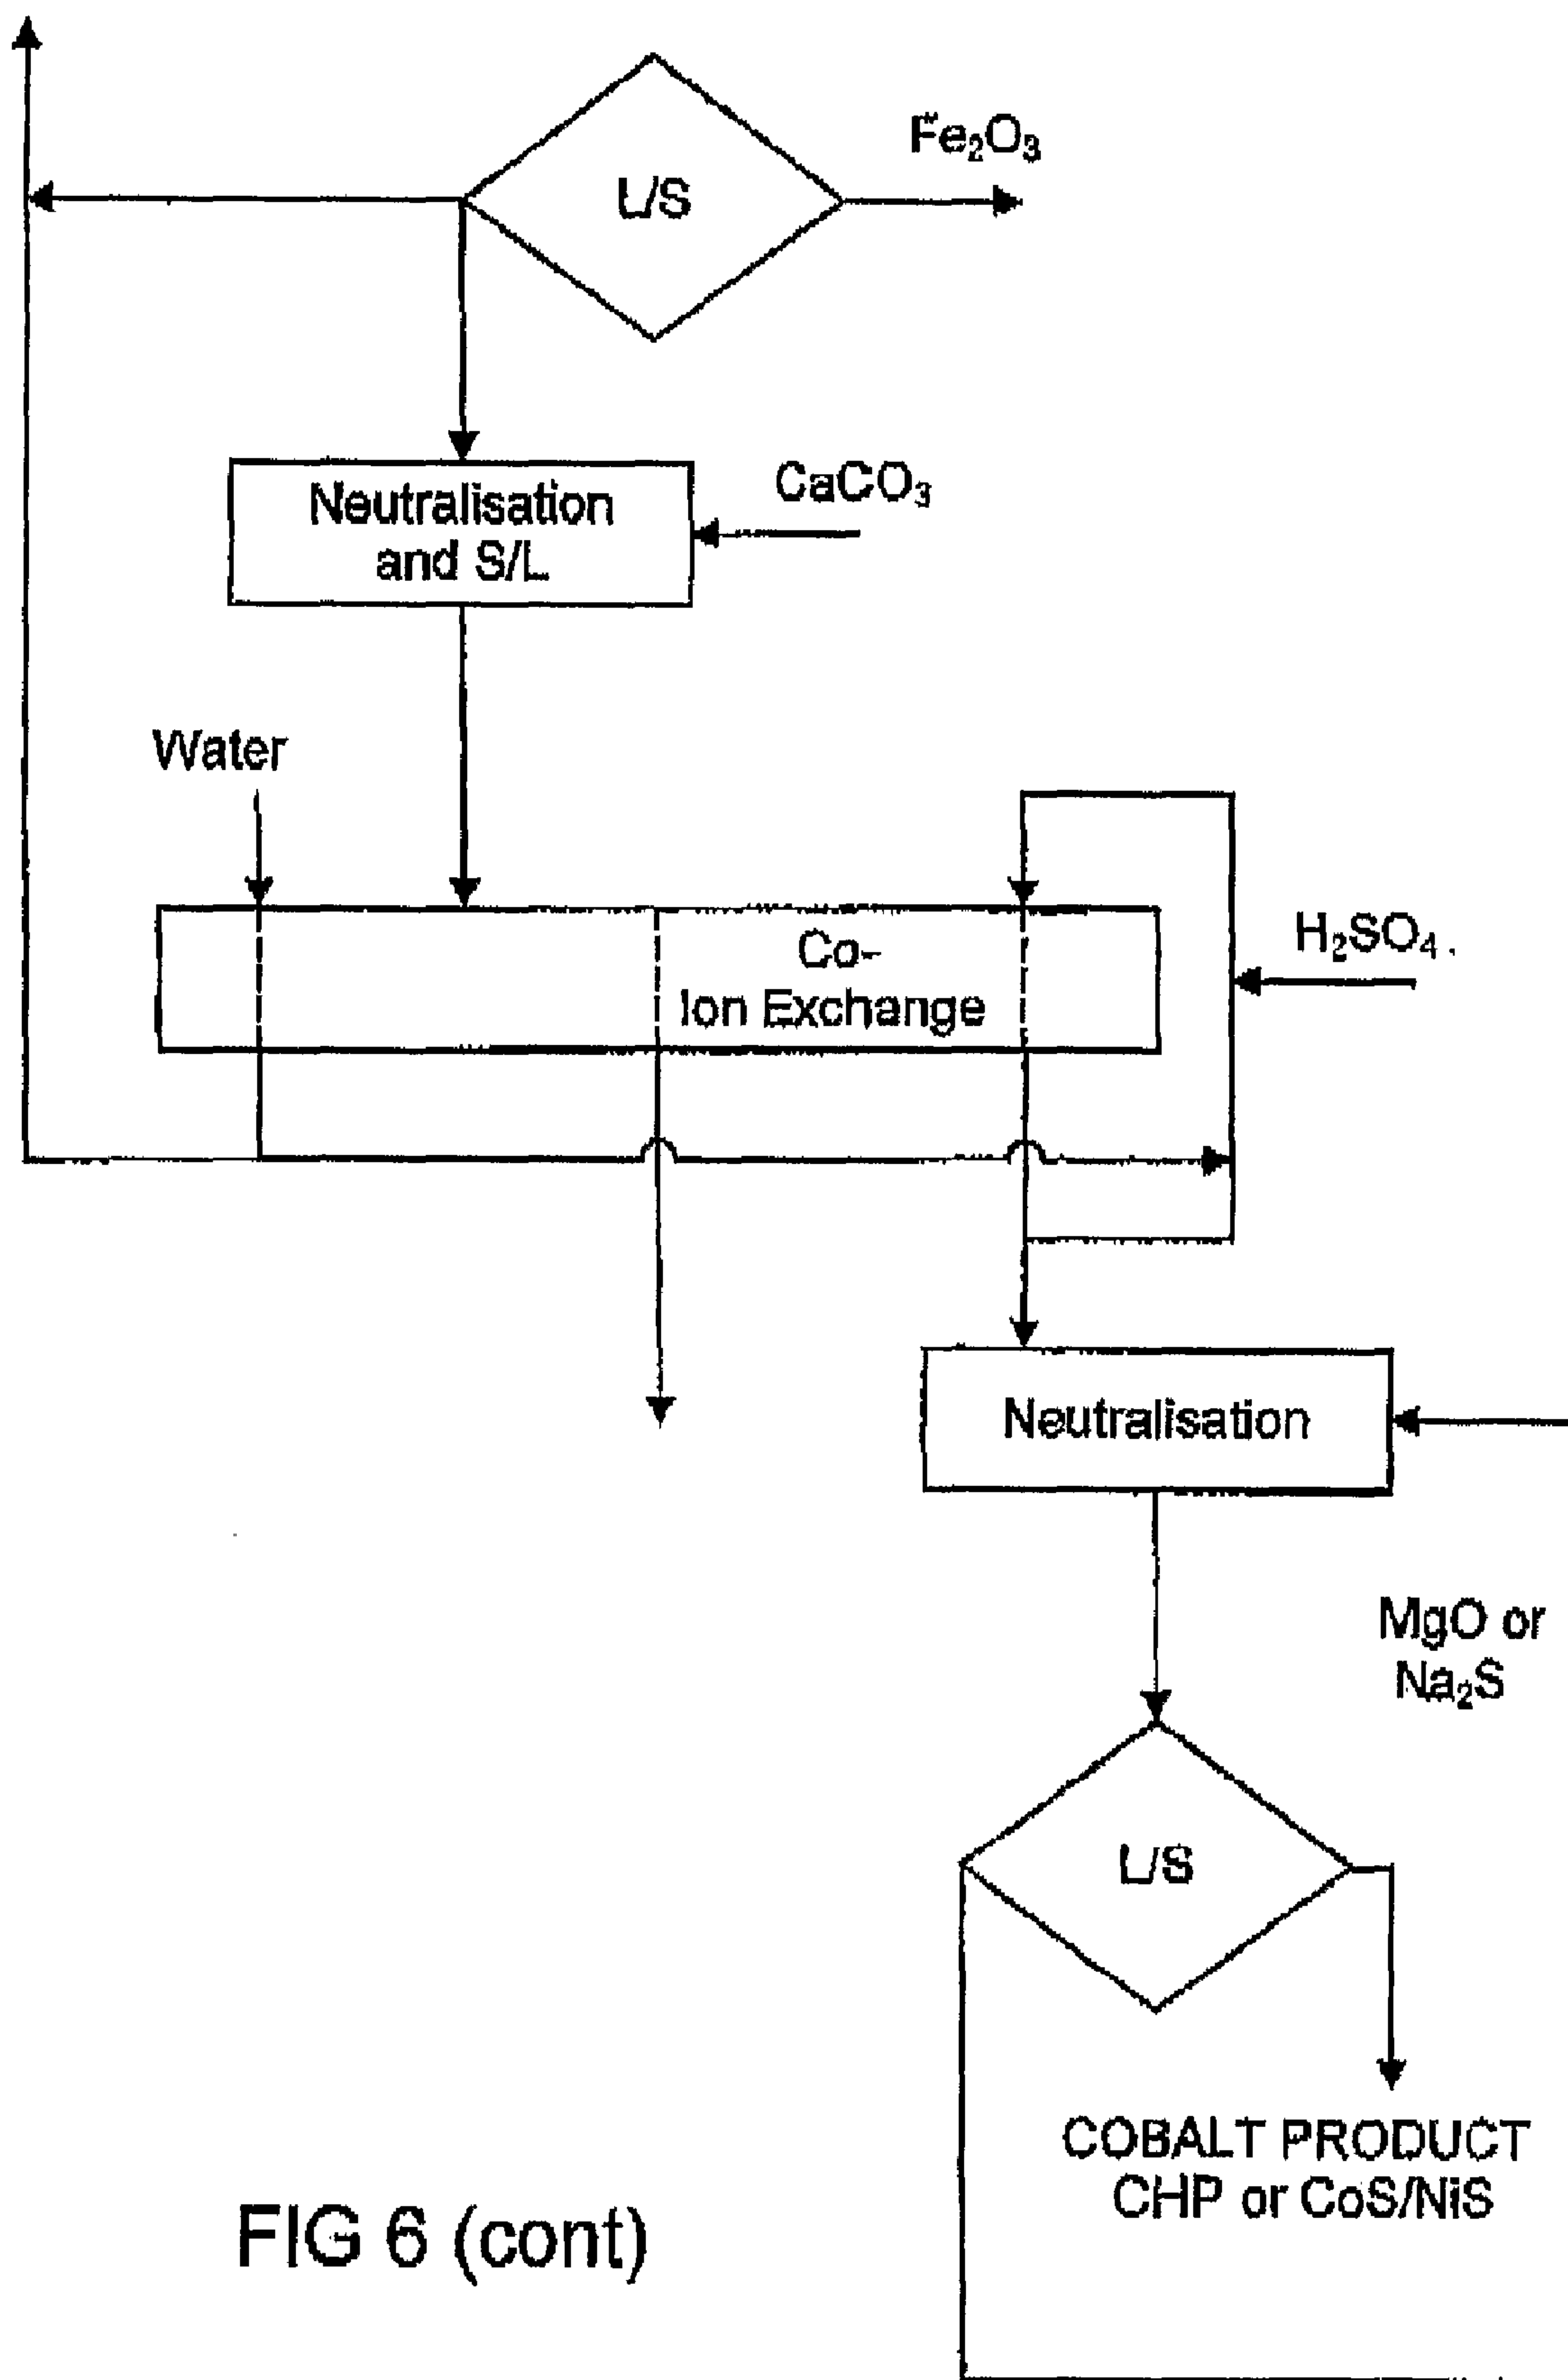 Fe₂O₃
L/S
Neutralisation
and S/L
CaCO₃
Water
Co-
Ion Exchange
H₂SO₄.
Neutralisation
MgO or
Na₂S
L/S
COBALT PRODUCT
CHP or CoS/NiS
FIG 6 (cont)